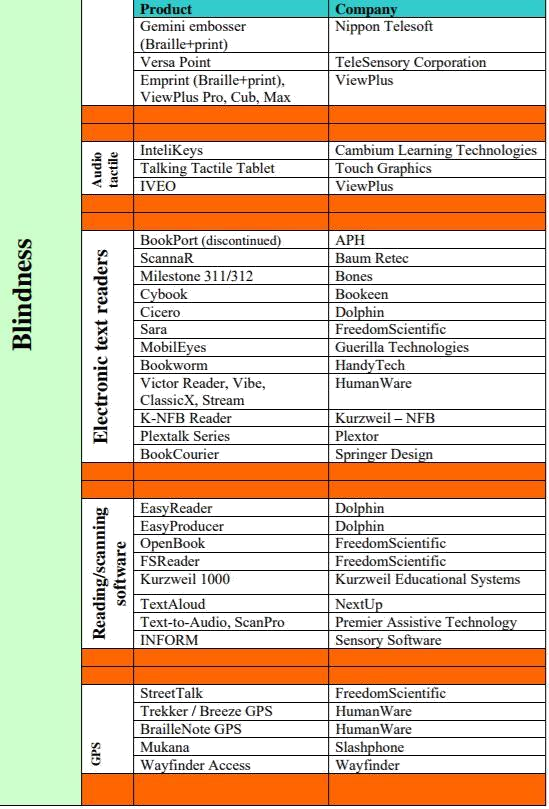 Product Company
Gemini embosser Nippon Telesoft
(Braille+print)
Versa Point TeleSensory Corporation
Emprint (Braille+print), ViewPlus
ViewPlus Pro, Cub, Max
Audio
tactile
InteliKeys Cambium Learning Technologies
Talking Tactile Tablet Touch Graphics
IVEO ViewPlus
Blindness
Electronic text readers
BookPort (discontinued) APH
ScannaR Baum Retec
Milestone 311/312 Bones
Cybook Bookeen
Cicero Dolphin
Sara FreedomScientific
MobilEyes Guerilla Technologies
Bookworm HandyTech
Victor Reader, Vibe, HumanWare
ClassicX, Stream
K-NFB Reader Kurzweil – NFB
Plextalk Series Plextor
BookCourier Springer Design
Reading/scanning
software
EasyReader Dolphin
EasyProducer Dolphin
OpenBook FreedomScientific
FSReader FreedomScientific
Kurzweil 1000 Kurzweil Educational Systems
TextAloud NextUp
Text-to-Audio, ScanPro Premier Assistive Technology
INFORM Sensory Software
GPS
StreetTalk FreedomScientific
Trekker / Breeze GPS HumanWare
BrailleNote GPS HumanWare
Mukana Slashphone
Wayfinder Access Wayfinder